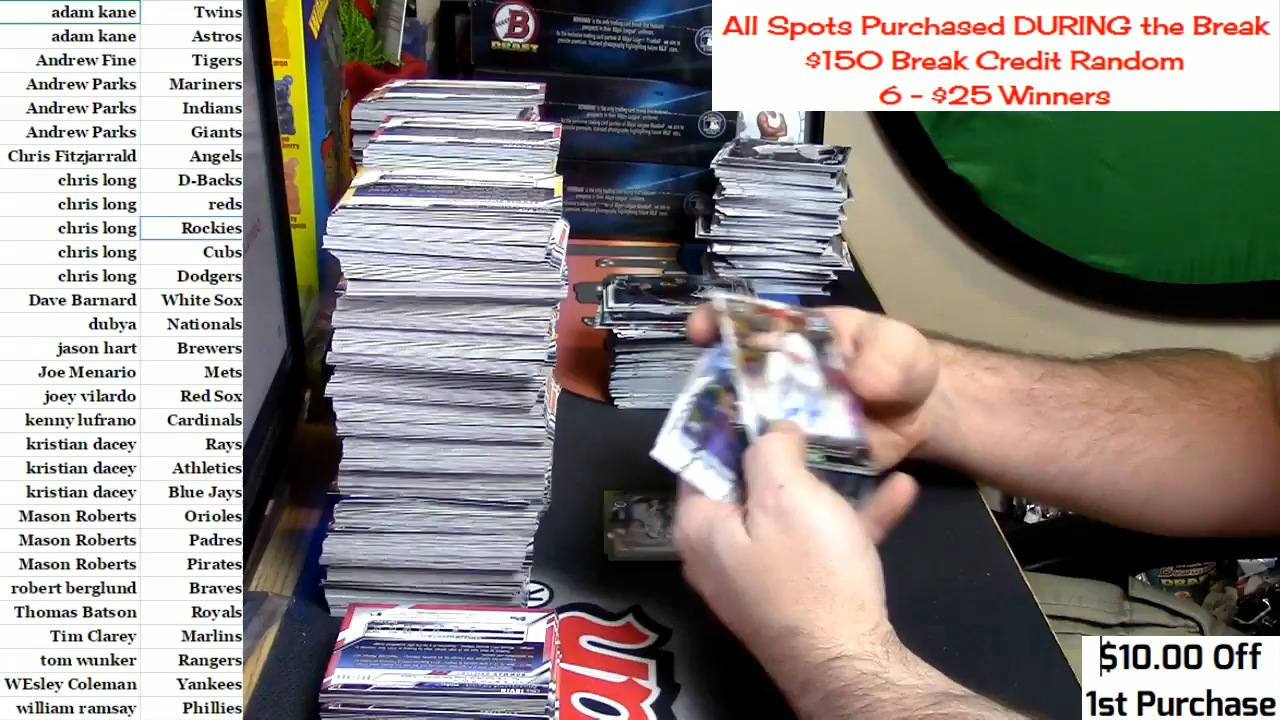 adam kane Twins
adam kane Astros
Andrew Fine Tigers
Andrew Parks Mariners
Andrew Parks Indians
Andrew Parks Giants
Chris Fitzjarrald Angels
chris long D-Backs
chris long reds
chris long Rockies
chris long Cubs
chris long Dodgers
Dave Barnard White Sox
dubya Nationals
jason hart Brewers
Joe Menario Mets
joey vilardo Red Sox
kenny lufrano Cardinals
kristian dacey Rays
kristian dacey Athletics
kristian dacey Blue Jays
Mason Roberts Orioles
Mason Roberts Padres
Mason Roberts Pirates
robert berglund Braves
Thomas Batson Royals
Tim Clarey Marlins
tom wunker Rangers
WEsley Coleman Yankees
william ramsay Phillies
All Spots Purchased DURING the Break
$150 Break Credit Random
6 - $25 Winners
B
DRAFT
$10.00 Off
1st Purchase